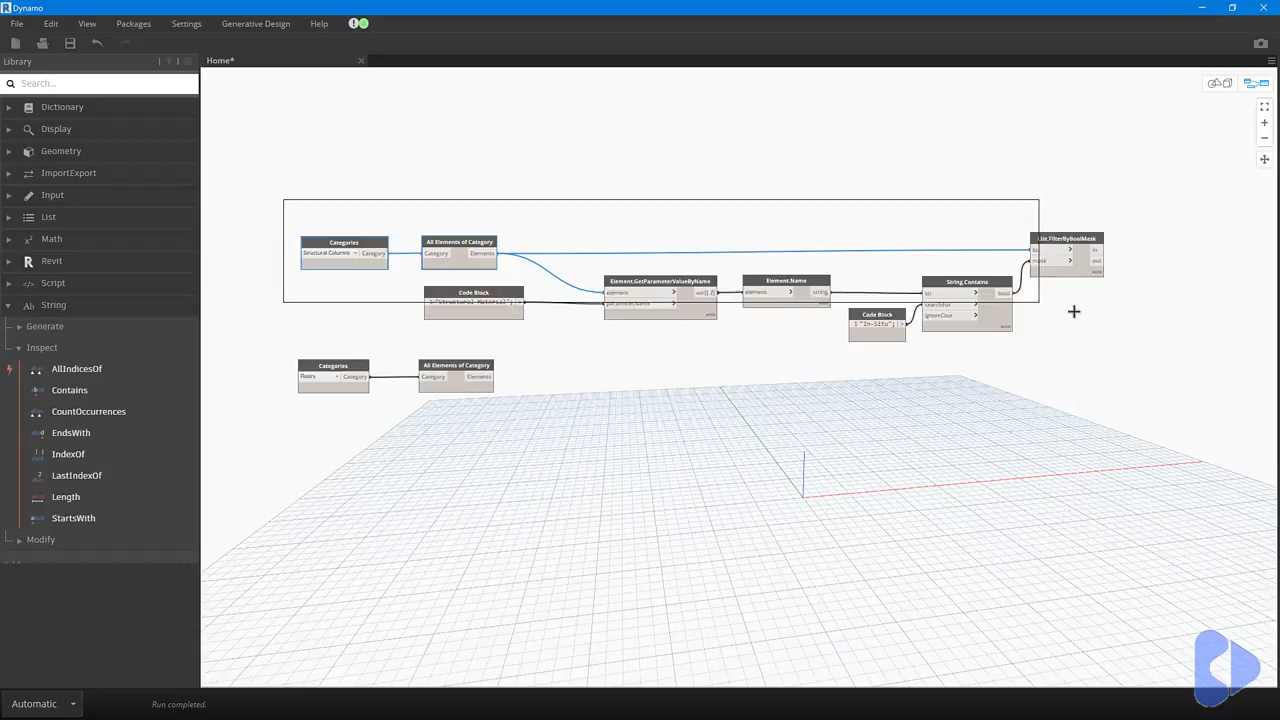 Dynamo
File Edit View Packages Settings Generative Design Help
Library
Home*
Search...
Dictionary
Display
Geometry
ImportExport
Input
List
Math
Revit
Script
String
Generate
Inspect
AllIndicesOf
Contains
CountOccurrences
EndsWith
IndexOf
LastIndexOf
Length
StartsWith
Modify
Categories
Structural Columns Category
All Elements of Category
Category Elements
Code Block
1 "Structural Material"; >
Element.GetParameterValueByName
element > var[]..[]
parameterName >
Element.Name
element > string
String.Contains
str > bool
searchFor >
ignoreCase >
Code Block
1 "In-Situ"; >
List.FilterByBoolMask
list > in
mask > out
Categories
Floors Category
All Elements of Category
Category Elements
Automatic
Run completed.